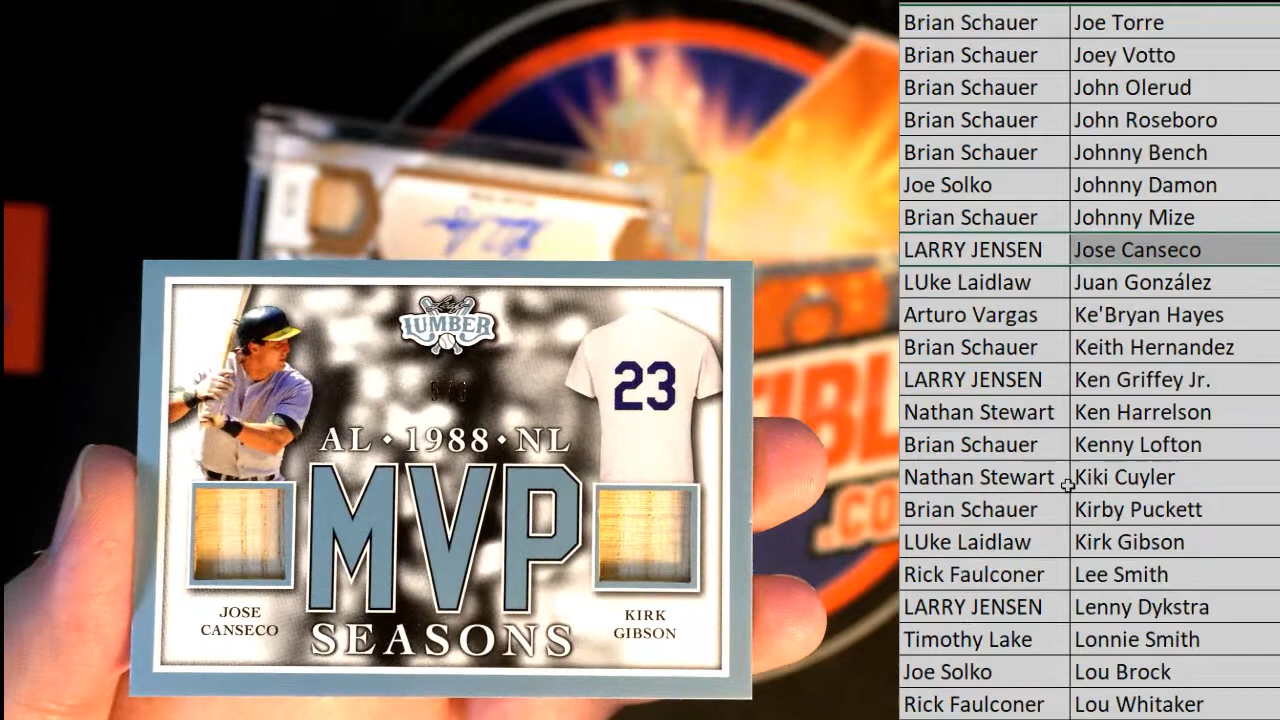 Leaf
LUMBER
23
AL • 1988 • NL
MVP
SEASONS
JOSE
CANSECO
KIRK
GIBSON
.CO
Brian Schauer Joe Torre
Brian Schauer Joey Votto
Brian Schauer John Olerud
Brian Schauer John Roseboro
Brian Schauer Johnny Bench
Joe Solko Johnny Damon
Brian Schauer Johnny Mize
LARRY JENSEN Jose Canseco
LUke Laidlaw Juan González
Arturo Vargas Ke'Bryan Hayes
Brian Schauer Keith Hernandez
LARRY JENSEN Ken Griffey Jr.
Nathan Stewart Ken Harrelson
Brian Schauer Kenny Lofton
Nathan Stewart Kiki Cuyler
Brian Schauer Kirby Puckett
LUke Laidlaw Kirk Gibson
Rick Faulconer Lee Smith
LARRY JENSEN Lenny Dykstra
Timothy Lake Lonnie Smith
Joe Solko Lou Brock
Rick Faulconer Lou Whitaker